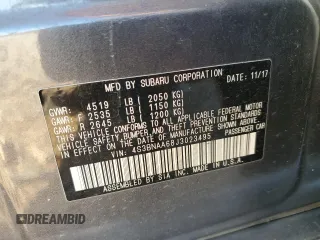 MFD. BY SUBARU CORPORATION DATE: 11/17
GVWR: 4519 LB ( 2050 KG)
GAWR: F 2535 LB ( 1150 KG)
GAWR: R 2645 LB ( 1200 KG)
THIS VEHICLE CONFORMS TO ALL APPLICABLE FEDERAL MOTOR
VEHICLE SAFETY, BUMPER, AND THEFT PREVENTION STANDARDS
IN EFFECT ON THE DATE OF MANUFACTURE SHOWN ABOVE.
VIN: 4S3BNAA68J3023495 PASSENGER CAR
ASSEMBLED BY SIA INC. MADE IN U.S.A.
DREAMBID